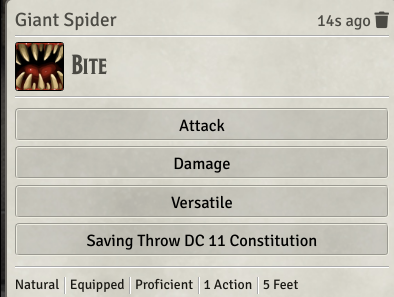 Giant Spider 14s ago
BITE
Attack
Damage
Versatile
Saving Throw DC 11 Constitution
Natural Equipped Proficient 1 Action 5 Feet